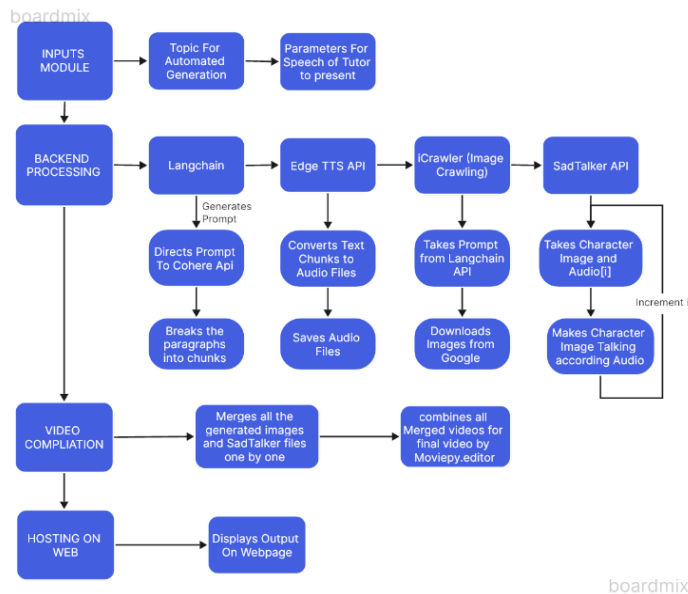 boardmix
INPUTS
MODULE
Topic For
Automated
Generation
Parameters For
Speech of Tutor
to present
BACKEND
PROCESSING
Langchain
Edge TTS API
iCrawler (Image
Crawling)
SadTalker API
Generates
Prompt
Directs Prompt
To Cohere Api
Converts Text
Chunks to
Audio Files
Takes Prompt
from Langchain
API
Takes Character
Image and
Audio[i]
Increment i
Breaks the
paragraphs
into chunks
Saves Audio
Files
Downloads
Images from
Google
Makes Character
Image Talking
according Audio
VIDEO
COMPLIATION
Merges all the
generated images
and SadTalker files
one by one
combines all
Merged videos for
final video by
Moviepy.editor
HOSTING ON
WEB
Displays Output
On Webpage
boardmix